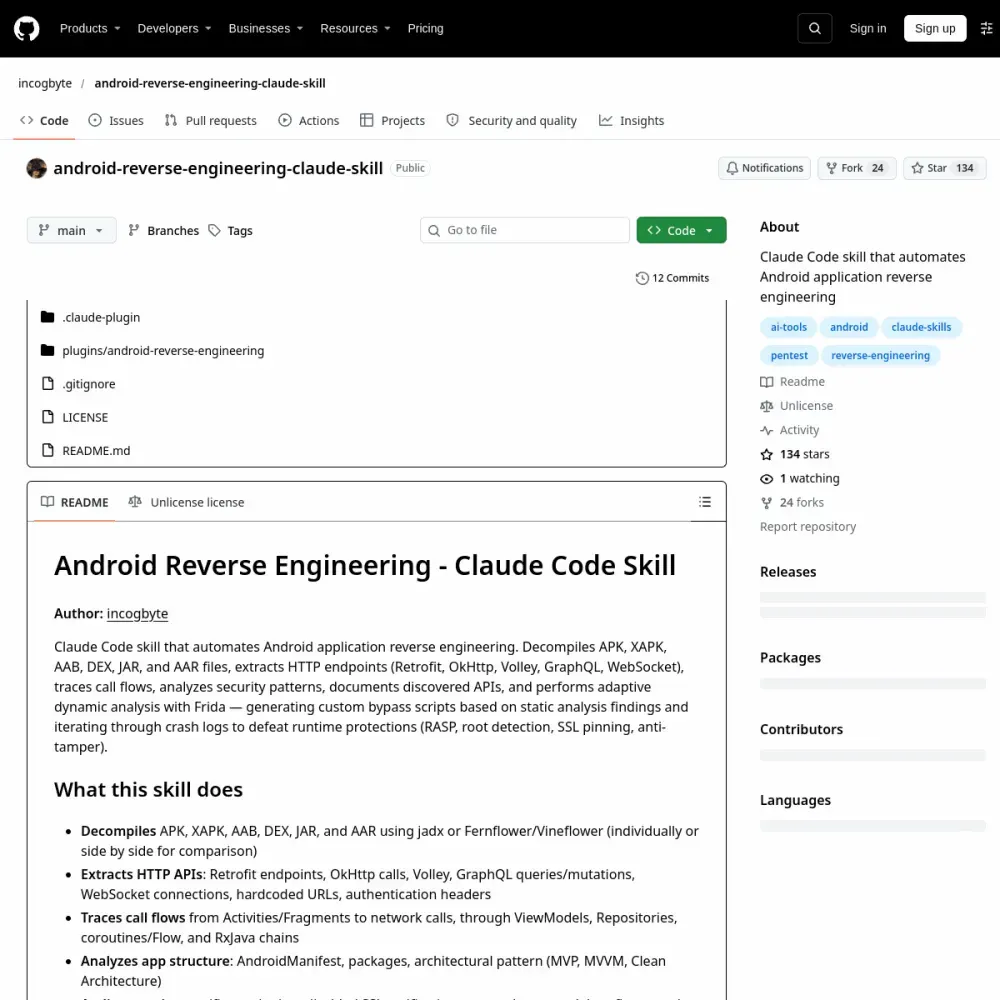 Products Developers Businesses Resources Pricing Sign in Sign up
incogbyte / android-reverse-engineering-claude-skill
Code Issues Pull requests Actions Projects Security and quality Insights
android-reverse-engineering-claude-skill Public Notifications Fork 24 Star 134
main Branches Tags Go to file Code
12 Commits
.claude-plugin
plugins/android-reverse-engineering
.gitignore
LICENSE
README.md
README Unlicense license
Android Reverse Engineering - Claude Code Skill
Author: incogbyte
Claude Code skill that automates Android application reverse engineering. Decompiles APK, XAPK,
AAB, DEX, JAR, and AAR files, extracts HTTP endpoints (Retrofit, OkHttp, Volley, GraphQL, WebSocket),
traces call flows, analyzes security patterns, documents discovered APIs, and performs adaptive
dynamic analysis with Frida — generating custom bypass scripts based on static analysis findings and
iterating through crash logs to defeat runtime protections (RASP, root detection, SSL pinning, anti-
tamper).
What this skill does
Decompiles APK, XAPK, AAB, DEX, JAR, and AAR using jadx or Fernflower/Vineflower (individually or
side by side for comparison)
Extracts HTTP APIs: Retrofit endpoints, OkHttp calls, Volley, GraphQL queries/mutations,
WebSocket connections, hardcoded URLs, authentication headers
Traces call flows from Activities/Fragments to network calls, through ViewModels, Repositories,
coroutines/Flow, and RxJava chains
Analyzes app structure: AndroidManifest, packages, architectural pattern (MVP, MVVM, Clean
Architecture)
About
Claude Code skill that automates
Android application reverse
engineering
ai-tools android claude-skills
pentest reverse-engineering
Readme
Unlicense
Activity
134 stars
1 watching
24 forks
Report repository
Releases
Packages
Contributors
Languages